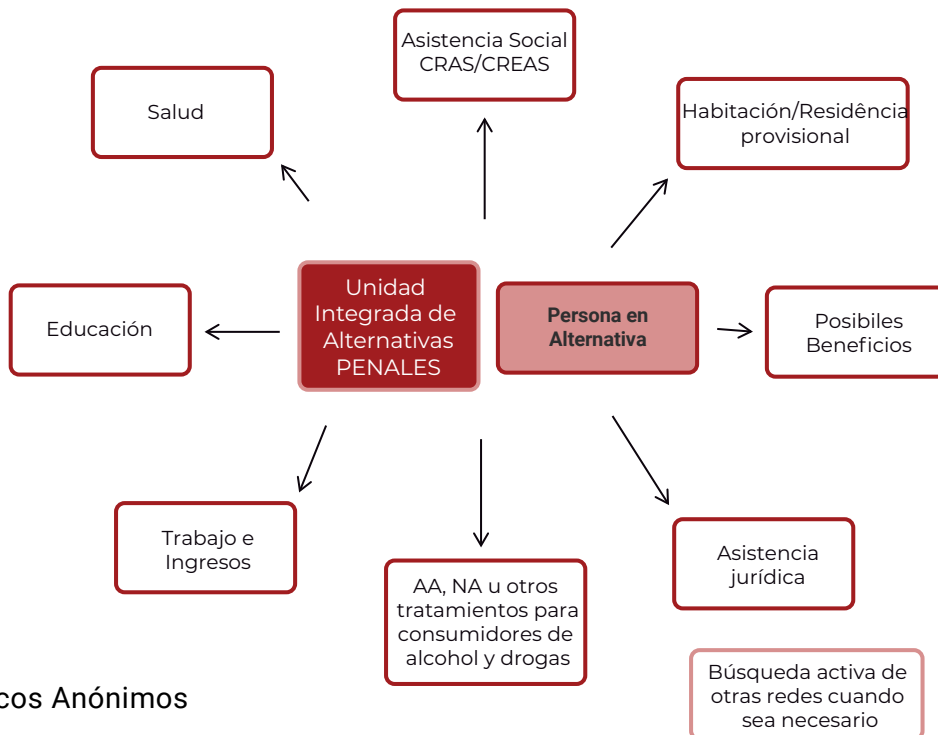 Asistencia Social
CRAS/CREAS
Salud
Habitación/Residência
provisional
Unidad
Integrada de
Alternativas
PENALES
Persona en
Alternativa
Educación
Posibiles
Beneficios
Trabajo e
Ingresos
AA, NA u otros
tratamientos para
consumidores de
alcohol y drogas
Asistencia
jurídica
Búsqueda activa de
otras redes cuando
sea necesario
cos Anónimos